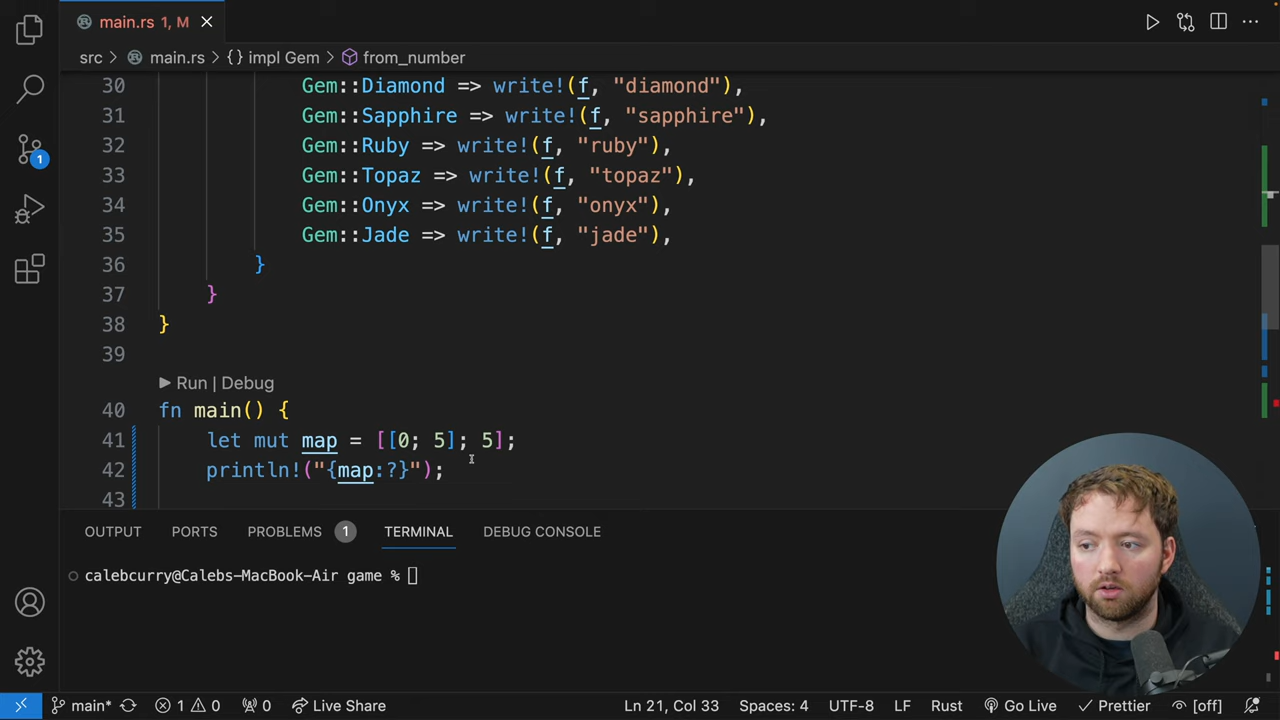 main.rs 1, M
src > main.rs > {} impl Gem > from_number
30 Gem::Diamond => write!(f, "diamond"),
31 Gem::Sapphire => write!(f, "sapphire"),
32 Gem::Ruby => write!(f, "ruby"),
33 Gem::Topaz => write!(f, "topaz"),
34 Gem::Onyx => write!(f, "onyx"),
35 Gem::Jade => write!(f, "jade"),
36 }
37 }
38 }
39
Run | Debug
40 fn main() {
41 let mut map = [[0; 5]; 5];
42 println!("{map:?}");
43
1
OUTPUT PORTS PROBLEMS 1 TERMINAL DEBUG CONSOLE
calebcurry@Calebs-MacBook-Air game %
main* 1 0 0 Live Share Ln 21, Col 33 Spaces: 4 UTF-8 LF Rust Go Live Prettier [off]